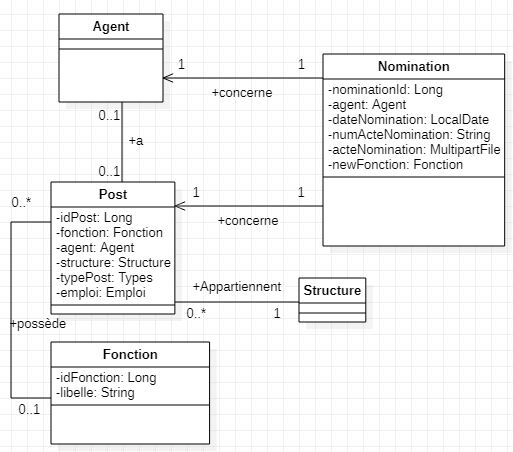 Agent
1
1
+concerne
Nomination
-nominationId: Long
-agent: Agent
-dateNomination: LocalDate
-numActeNomination: String
-acteNomination: MultipartFile
-newFonction: Fonction
0..1
+a
0..1
0..*
Post
-idPost: Long
-fonction: Fonction
-agent: Agent
-structure: Structure
-typePost: Types
-emploi: Emploi
1
1
+concerne
+Appartiennent
0..*
1
Structure
+possède
0..1
Fonction
-idFonction: Long
-libelle: String